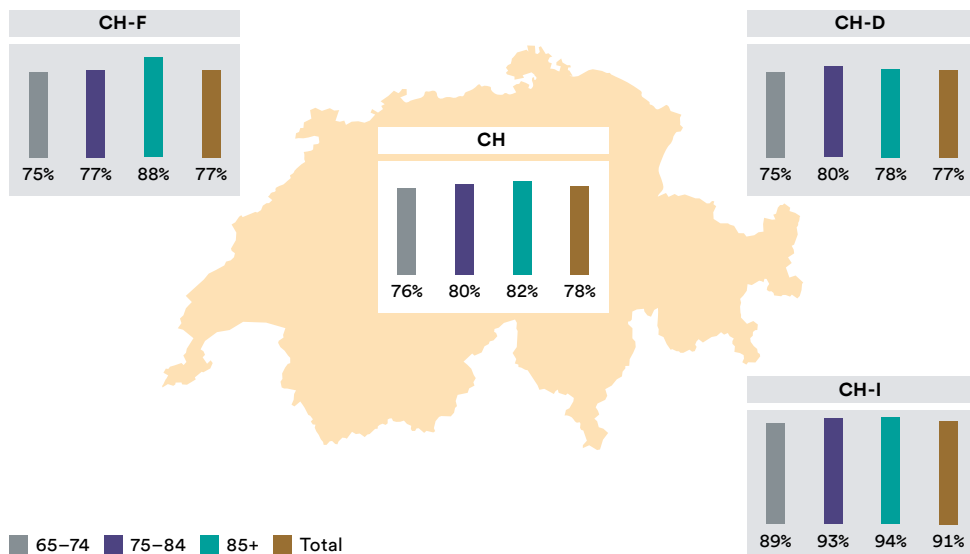 CH-F
75% 77% 88% 77%
CH-D
75% 80% 78% 77%
CH
76% 80% 82% 78%
CH-I
89% 93% 94% 91%
65–74 75–84 85+ Total